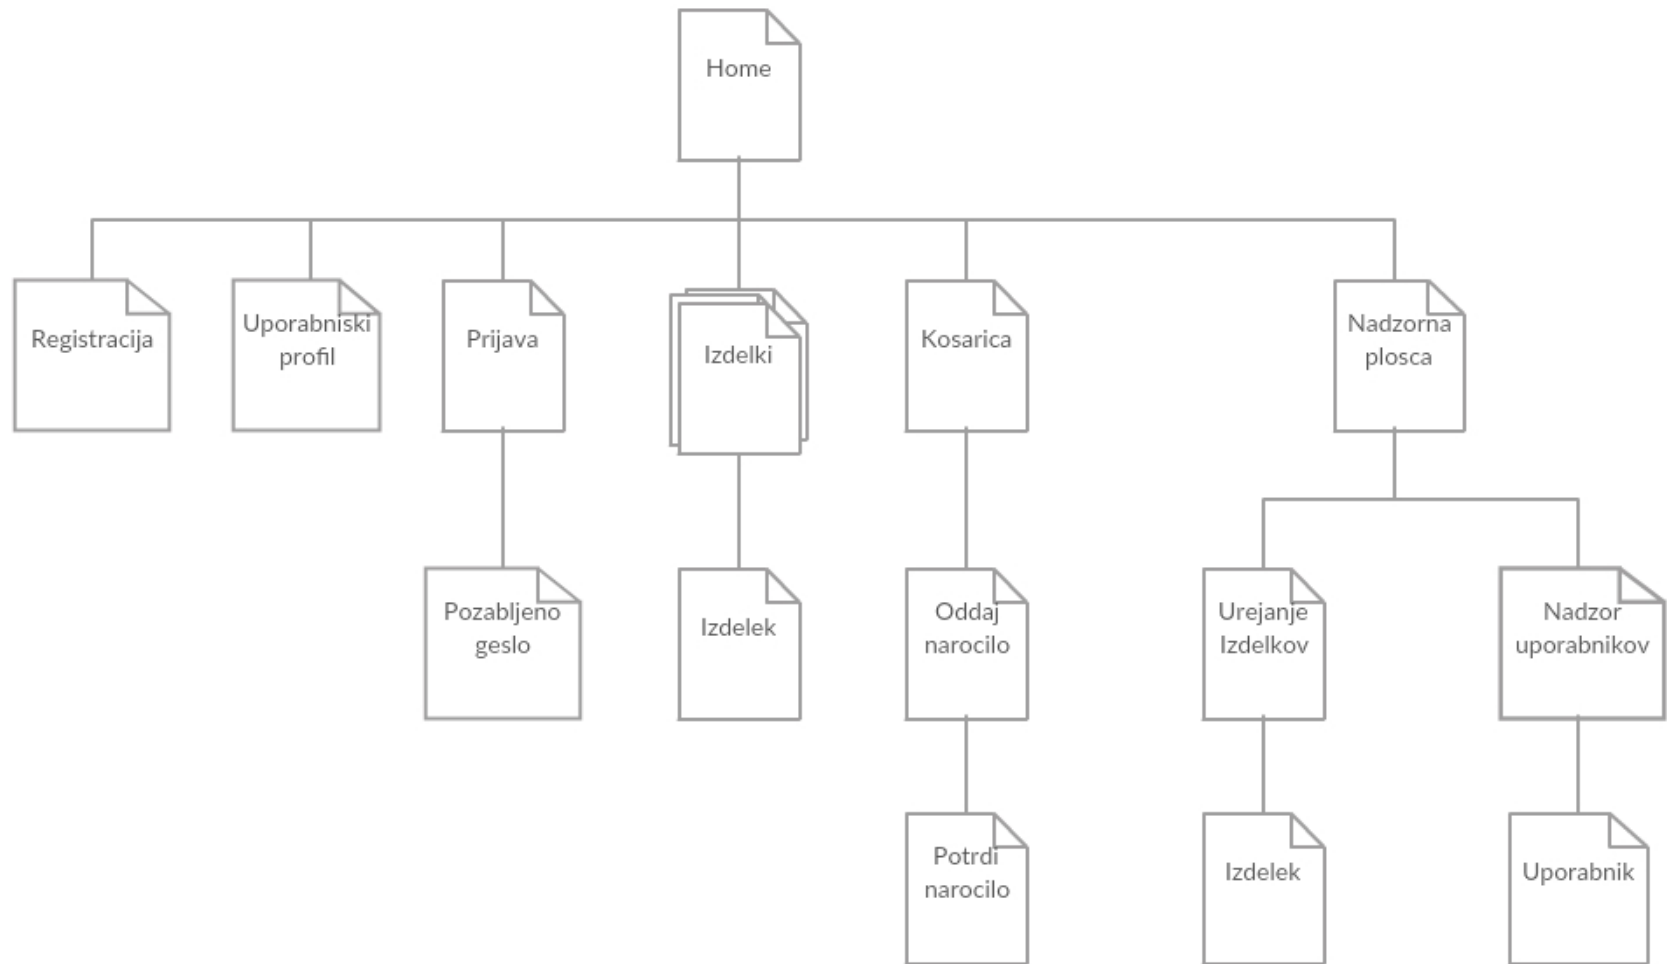 Home
Registracija
Uporabniski
profil
Prijava
Izdelki
Kosarica
Nadzorna
plosca
Pozabljeno
geslo
Izdelek
Oddaj
narocilo
Urejanje
Izdelkov
Nadzor
uporabnikov
Potrdi
narocilo
Izdelek
Uporabnik